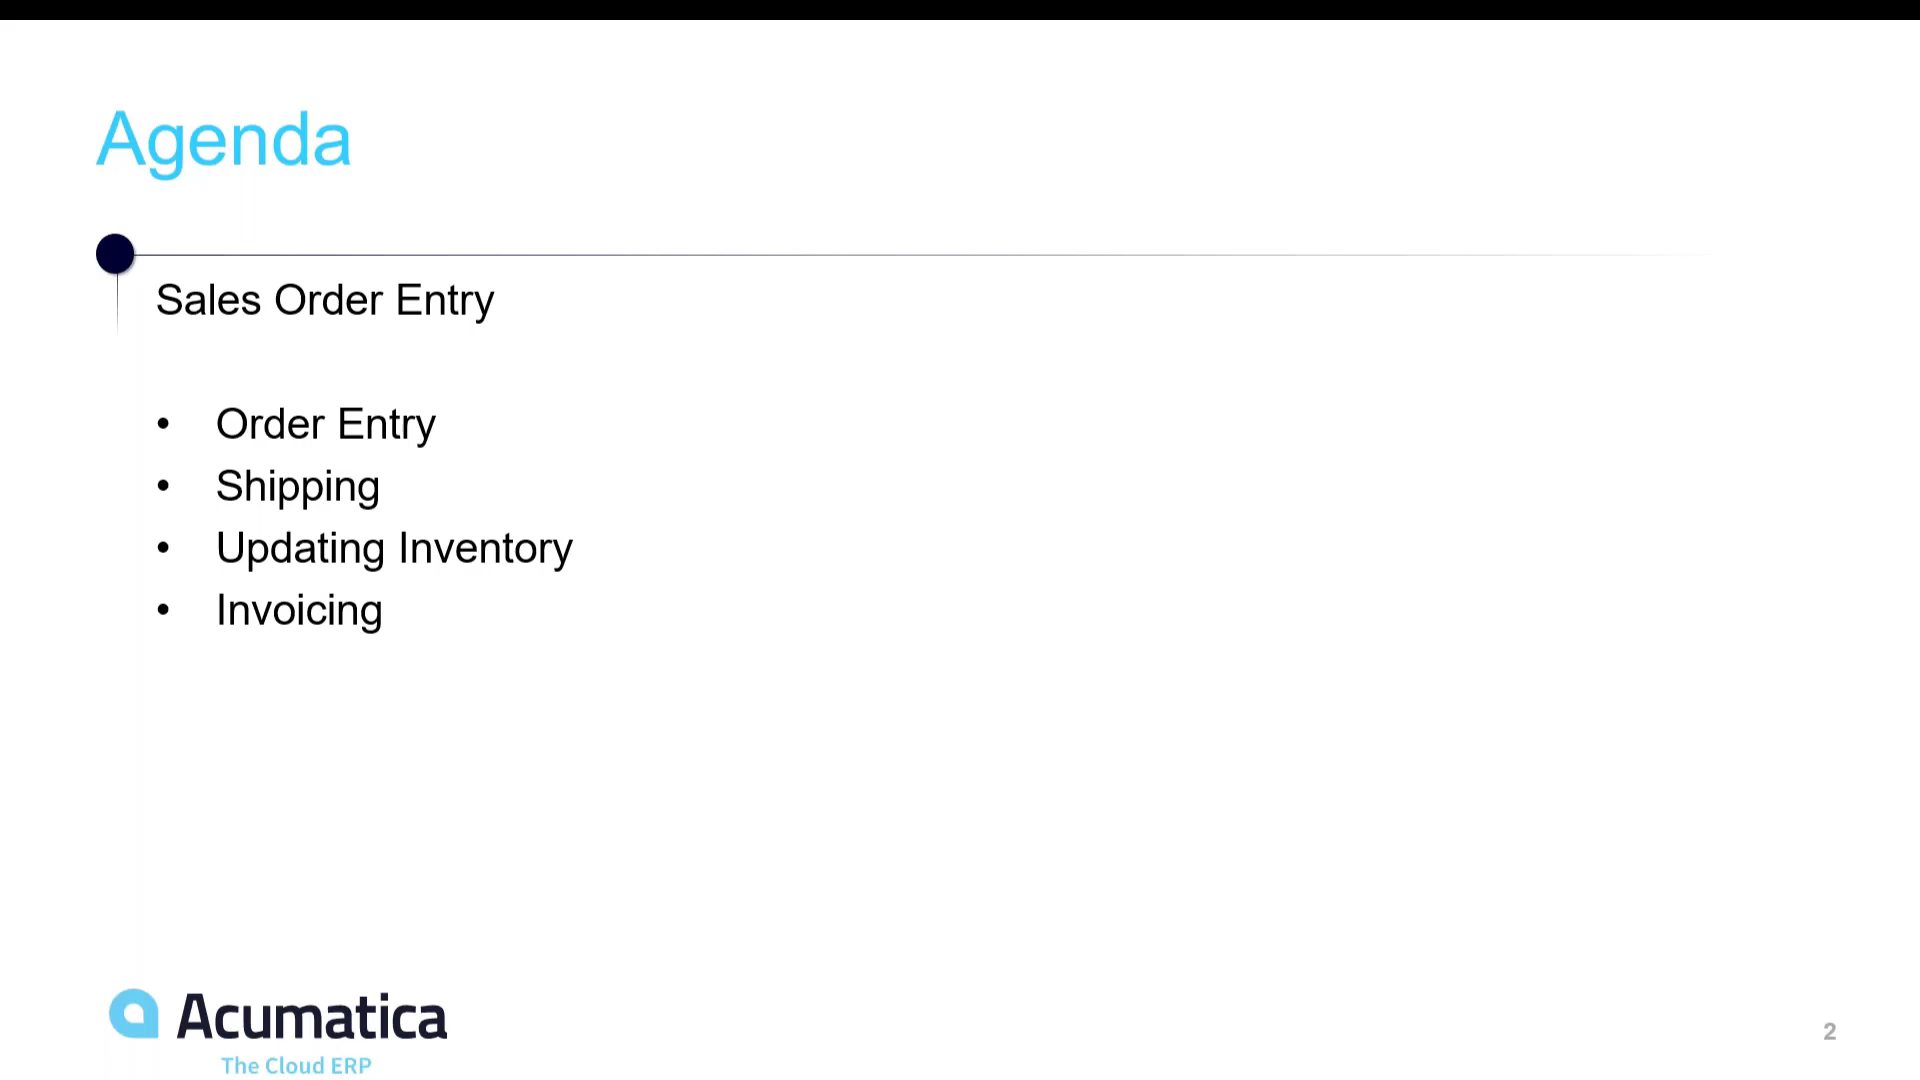 Agenda
Sales Order Entry
• Order Entry
• Shipping
• Updating Inventory
• Invoicing
Acumatica
The Cloud ERP
2